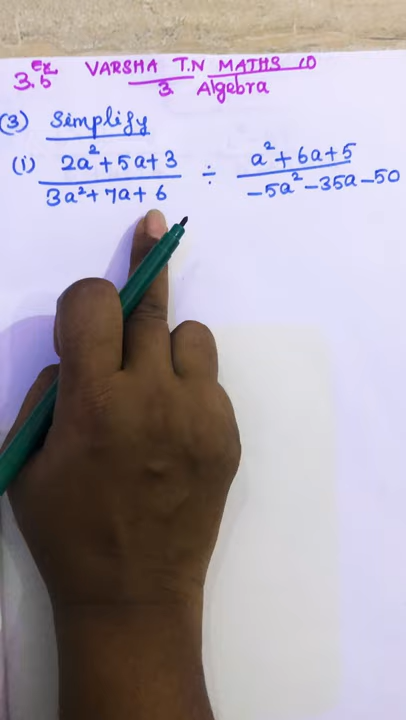 Ex 3.5 VARSHA T.N MATHS 10
3 Algebra
(3) Simplify
(i) 2a²+5a+3 / 3a²+7a+6 ÷ a²+6a+5 / -5a²-35a-50